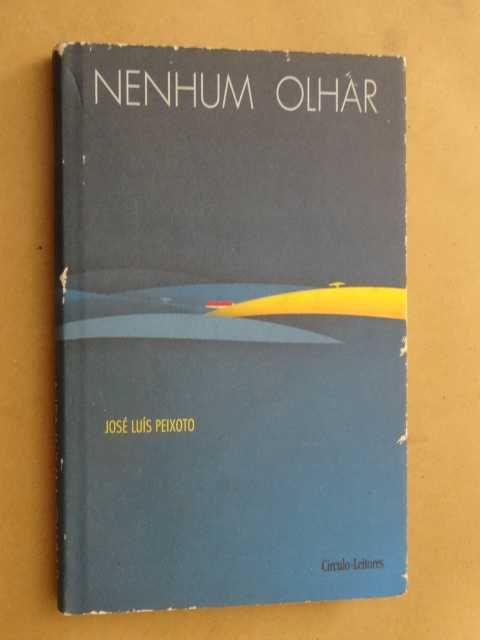 NENHUM OLHAR
JOSÉ LUÍS PEIXOTO
Círculo-Leitores